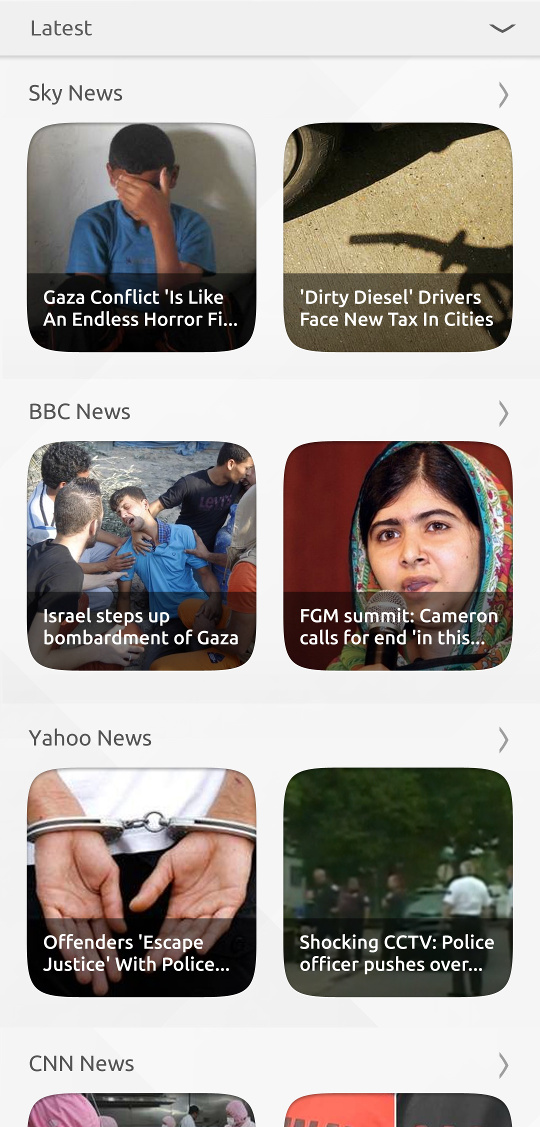 Latest
Sky News
Gaza Conflict 'Is Like
An Endless Horror Fi...
'Dirty Diesel' Drivers
Face New Tax In Cities
BBC News
LEVI'S
Israel steps up
bombardment of Gaza
FGM summit: Cameron
calls for end 'in this...
Yahoo News
Offenders 'Escape
Justice' With Police...
Shocking CCTV: Police
officer pushes over...
CNN News